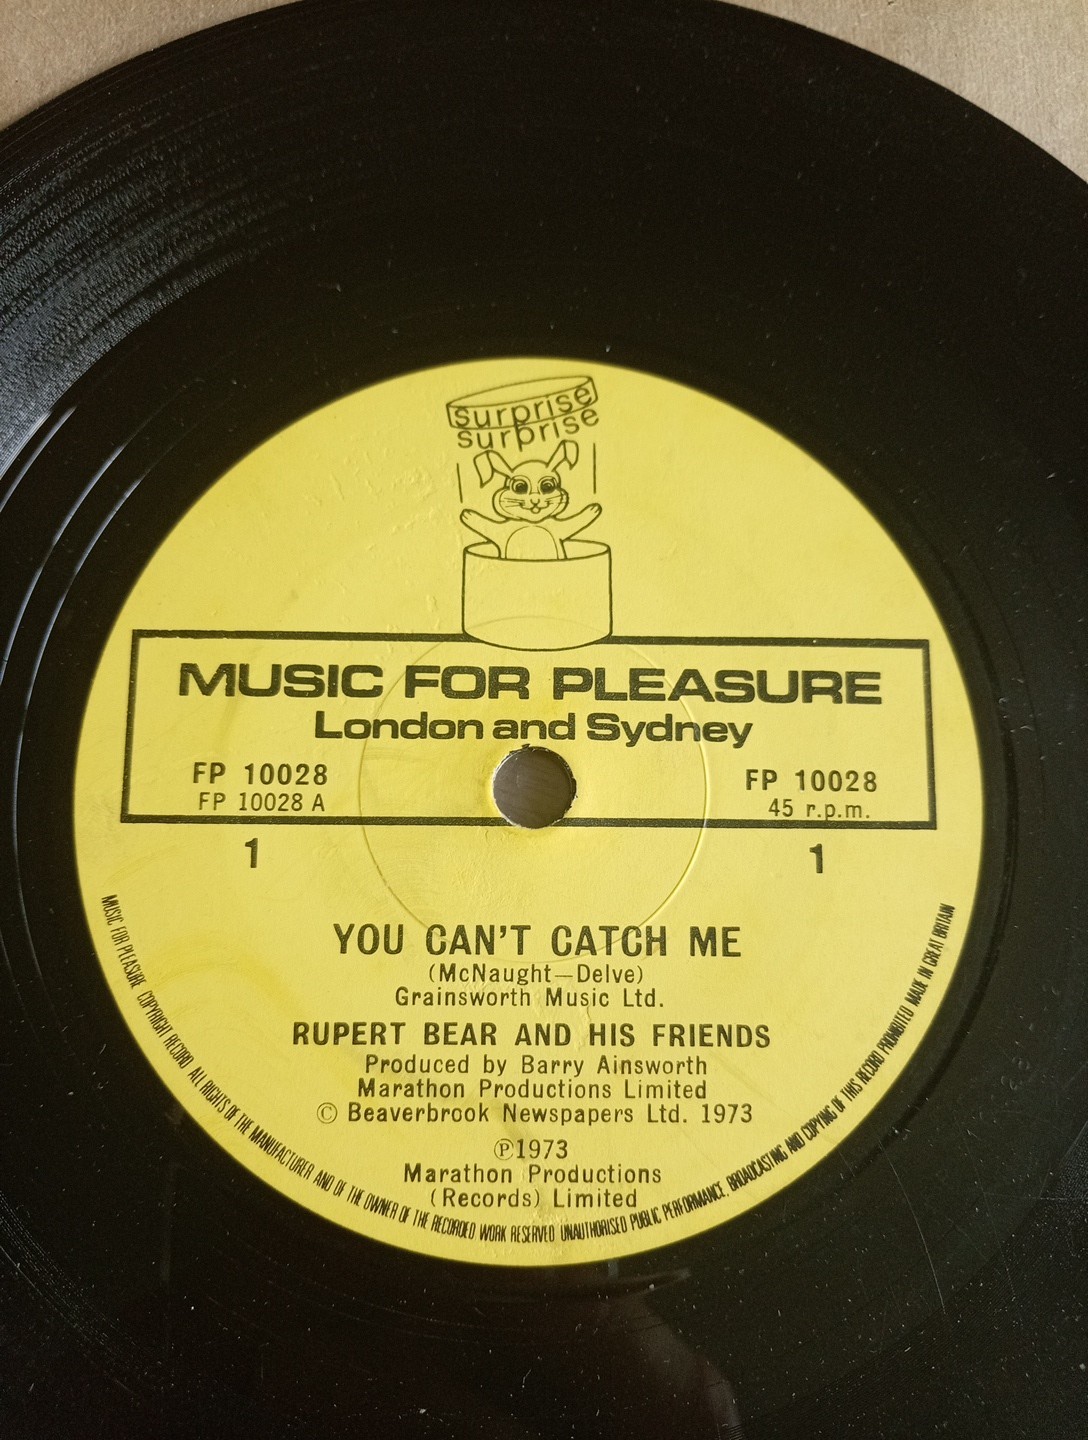 surprise
surprise
MUSIC FOR PLEASURE
London and Sydney
FP 10028
FP 10028 A
1
FP 10028
45 r.p.m.
1
YOU CAN'T CATCH ME
(McNaught—Delve)
Grainsworth Music Ltd.
RUPERT BEAR AND HIS FRIENDS
Produced by Barry Ainsworth
Marathon Productions Limited
© Beaverbrook Newspapers Ltd. 1973
℗1973
Marathon Productions
(Records) Limited
MUSIC FOR PLEASURE COPYRIGHT RECORD. ALL RIGHTS OF THE MANUFACTURER AND OF THE OWNER OF THE RECORDED WORK RESERVED UNAUTHORISED PUBLIC PERFORMANCE, BROADCASTING AND COPYING OF THIS RECORD PROHIBITED MADE IN GREAT BRITAIN